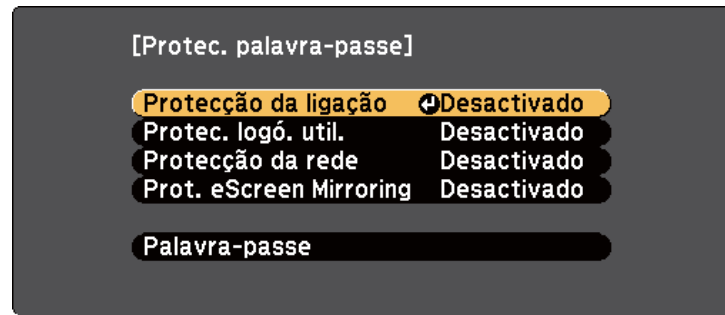 [Protec. palavra-passe]
Protecção da ligação Desactivado
Protec. logó. util. Desactivado
Protecção da rede Desactivado
Prot. eScreen Mirroring Desactivado
Palavra-passe